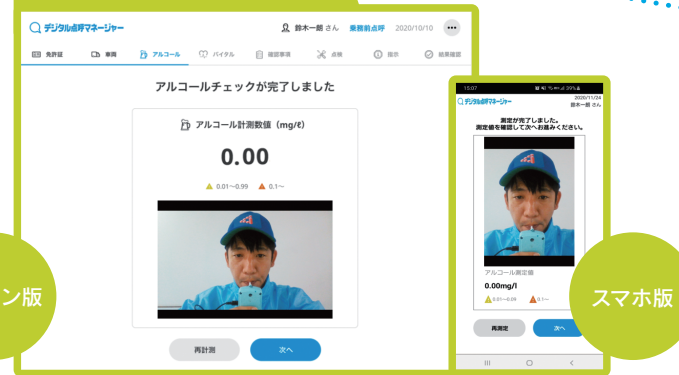 デジタル点呼マネージャー
鈴木一朗 さん 乗務前点呼 2020/10/10
免許証 車両 アルコール バイタル 確認事項 点検 指示 結果確認
アルコールチェックが完了しました
アルコール計測数値（mg/ℓ）
0.00
0.01〜0.99 0.1〜
再計測 次へ
ン版
15:07 39%
デジタル点呼マネージャー
2020/11/24
鈴木一朗 さん
測定が完了しました。
測定値を確認して次へお進みください。
アルコール測定値
0.00mg/l
0.01〜0.09 0.1〜
再測定 次へ
スマホ版